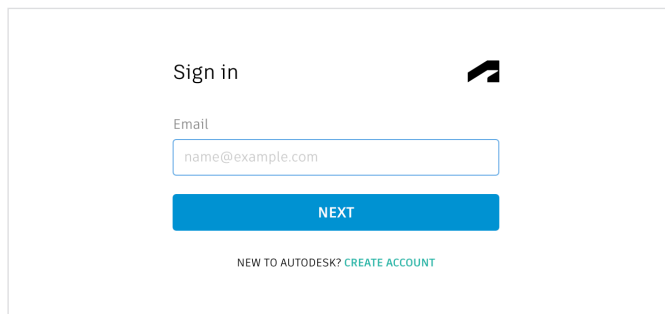 Sign in
Email
name@example.com
NEXT
NEW TO AUTODESK? CREATE ACCOUNT